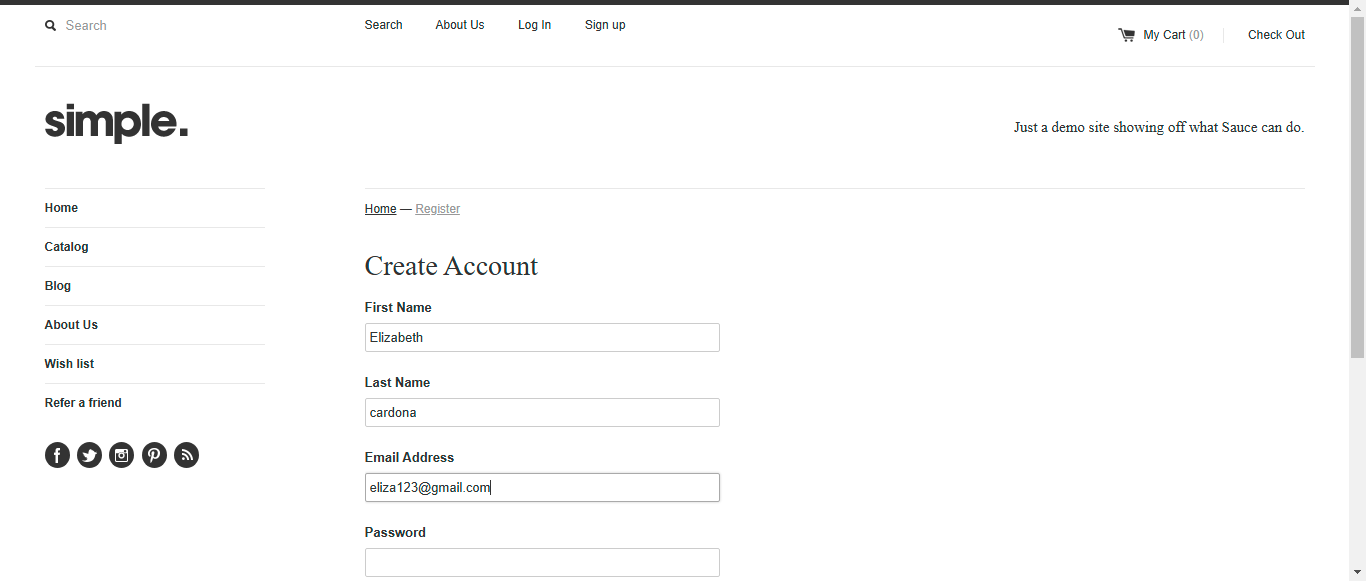 Search
Search About Us Log In Sign up
My Cart (0) Check Out
simple.
Just a demo site showing off what Sauce can do.
Home
Catalog
Blog
About Us
Wish list
Refer a friend
Home — Register
Create Account
First Name
Elizabeth
Last Name
cardona
Email Address
eliza123@gmail.com
Password